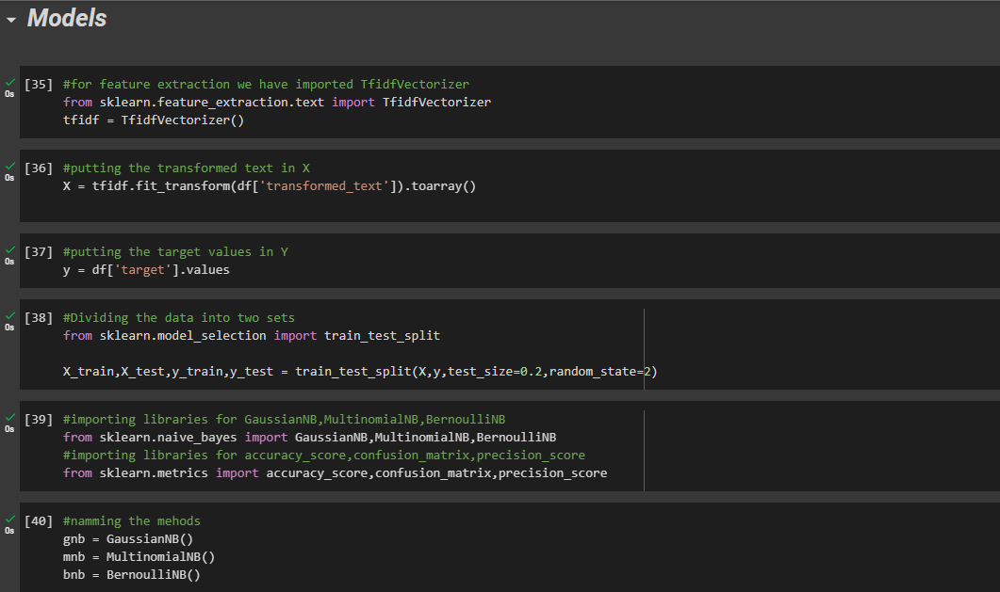 Models
[35] #for feature extraction we have imported TfidfVectorizer
0s
from sklearn.feature_extraction.text import TfidfVectorizer
tfidf = TfidfVectorizer()
[36] #putting the transformed text in X
0s
X = tfidf.fit_transform(df['transformed_text']).toarray()
[37] #putting the target values in Y
0s
y = df['target'].values
[38] #Dividing the data into two sets
0s
from sklearn.model_selection import train_test_split
X_train,X_test,y_train,y_test = train_test_split(X,y,test_size=0.2,random_state=2)
[39] #importing libraries for GaussianNB,MultinomialNB,BernoulliNB
0s
from sklearn.naive_bayes import GaussianNB,MultinomialNB,BernoulliNB
#importing libraries for accuracy_score,confusion_matrix,precision_score
from sklearn.metrics import accuracy_score,confusion_matrix,precision_score
[40] #namming the mehods
0s
gnb = GaussianNB()
mnb = MultinomialNB()
bnb = BernoulliNB()